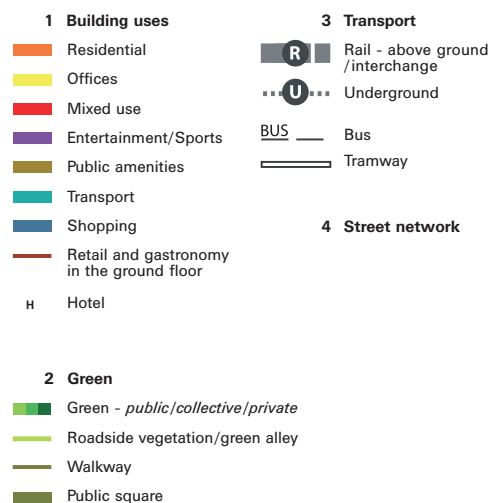 1 Building uses
Residential
Offices
Mixed use
Entertainment/Sports
Public amenities
Transport
Shopping
Retail and gastronomy
in the ground floor
H Hotel
2 Green
Green - public/collective/private
Roadside vegetation/green alley
Walkway
Public square
3 Transport
R Rail - above ground
/interchange
U Underground
BUS Bus
Tramway
4 Street network